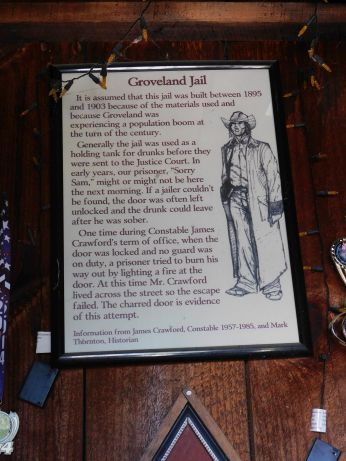 Groveland Jail
It is assumed that this jail was built between 1895
and 1903 because of the materials used and
because Groveland was
experiencing a population boom at
the turn of the century.
Generally the jail was used as a
holding tank for drunks before they
were sent to the Justice Court. In
early years, our prisoner, "Sorry
Sam," might or might not be here
the next morning. If a jailer couldn't
be found, the door was often left
unlocked and the drunk could leave
after he was sober.
One time during Constable James
Crawford's term of office, when the
door was locked and no guard was
on duty, a prisoner tried to burn his
way out by lighting a fire at the
door. At this time Mr. Crawford
lived across the street so the escape
failed. The charred door is evidence
of this attempt.
Information from James Crawford, Constable 1957-1985, and Mark
Thornton, Historian